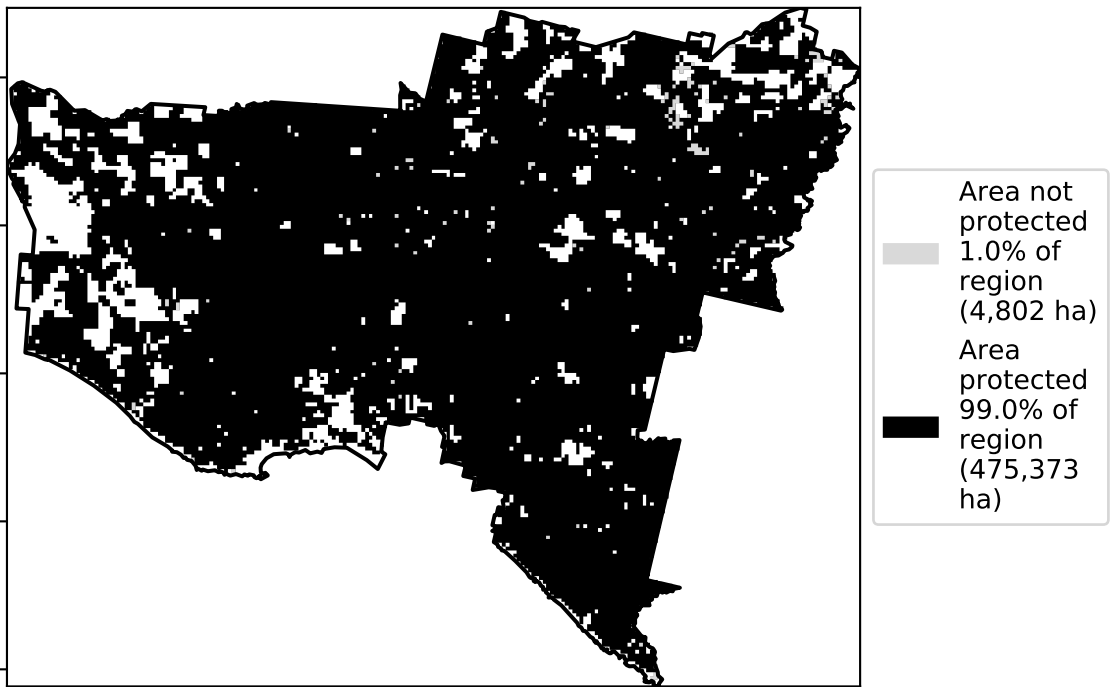 Area not
protected
1.0% of
region
(4,802 ha)
Area
protected
99.0% of
region
(475,373
ha)